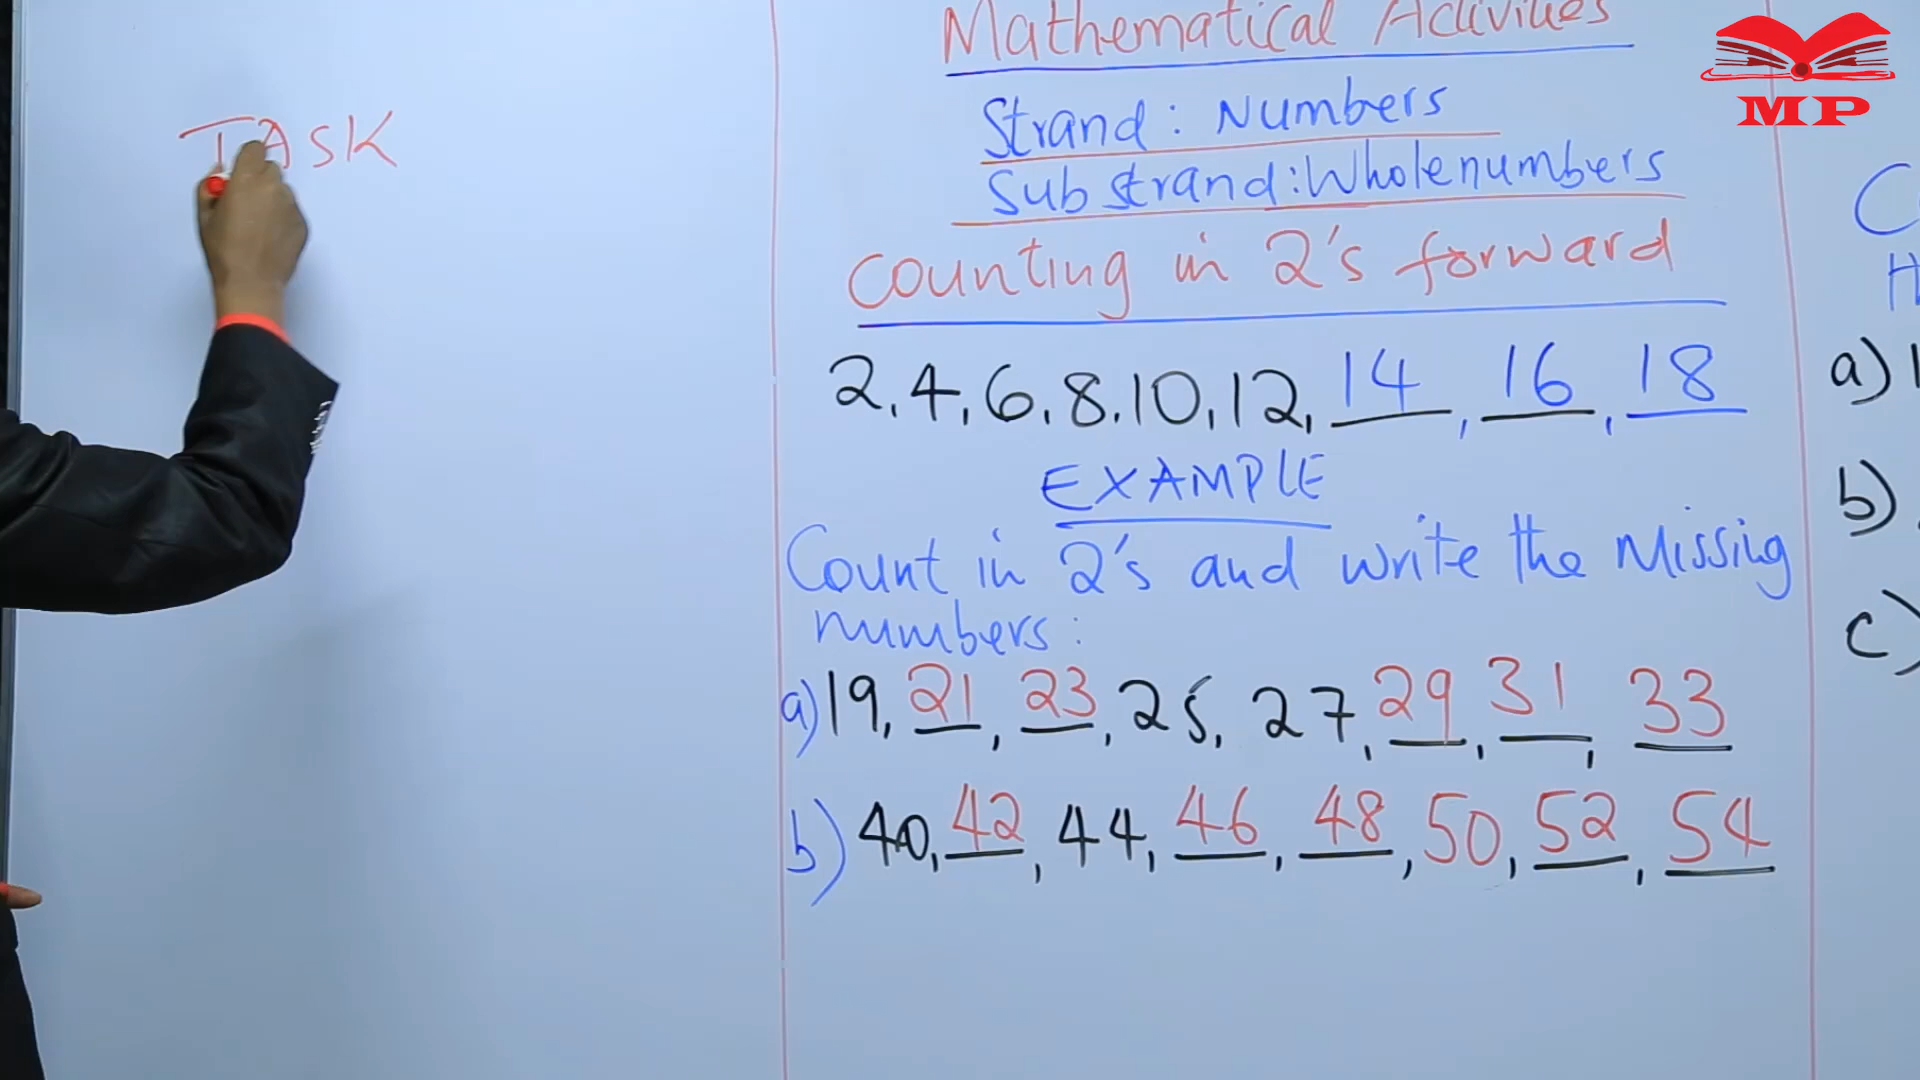 TASK
Mathematical Activities
Strand: Numbers
Sub strand: Wholenumbers
Counting in 2's forward
2, 4, 6, 8, 10, 12, 14, 16, 18
EXAMPLE
Count in 2's and write the Missing
numbers:
a) 19, 21, 23, 25, 27, 29, 31, 33
b) 40, 42, 44, 46, 48, 50, 52, 54
MP
a) 1
b)
c)